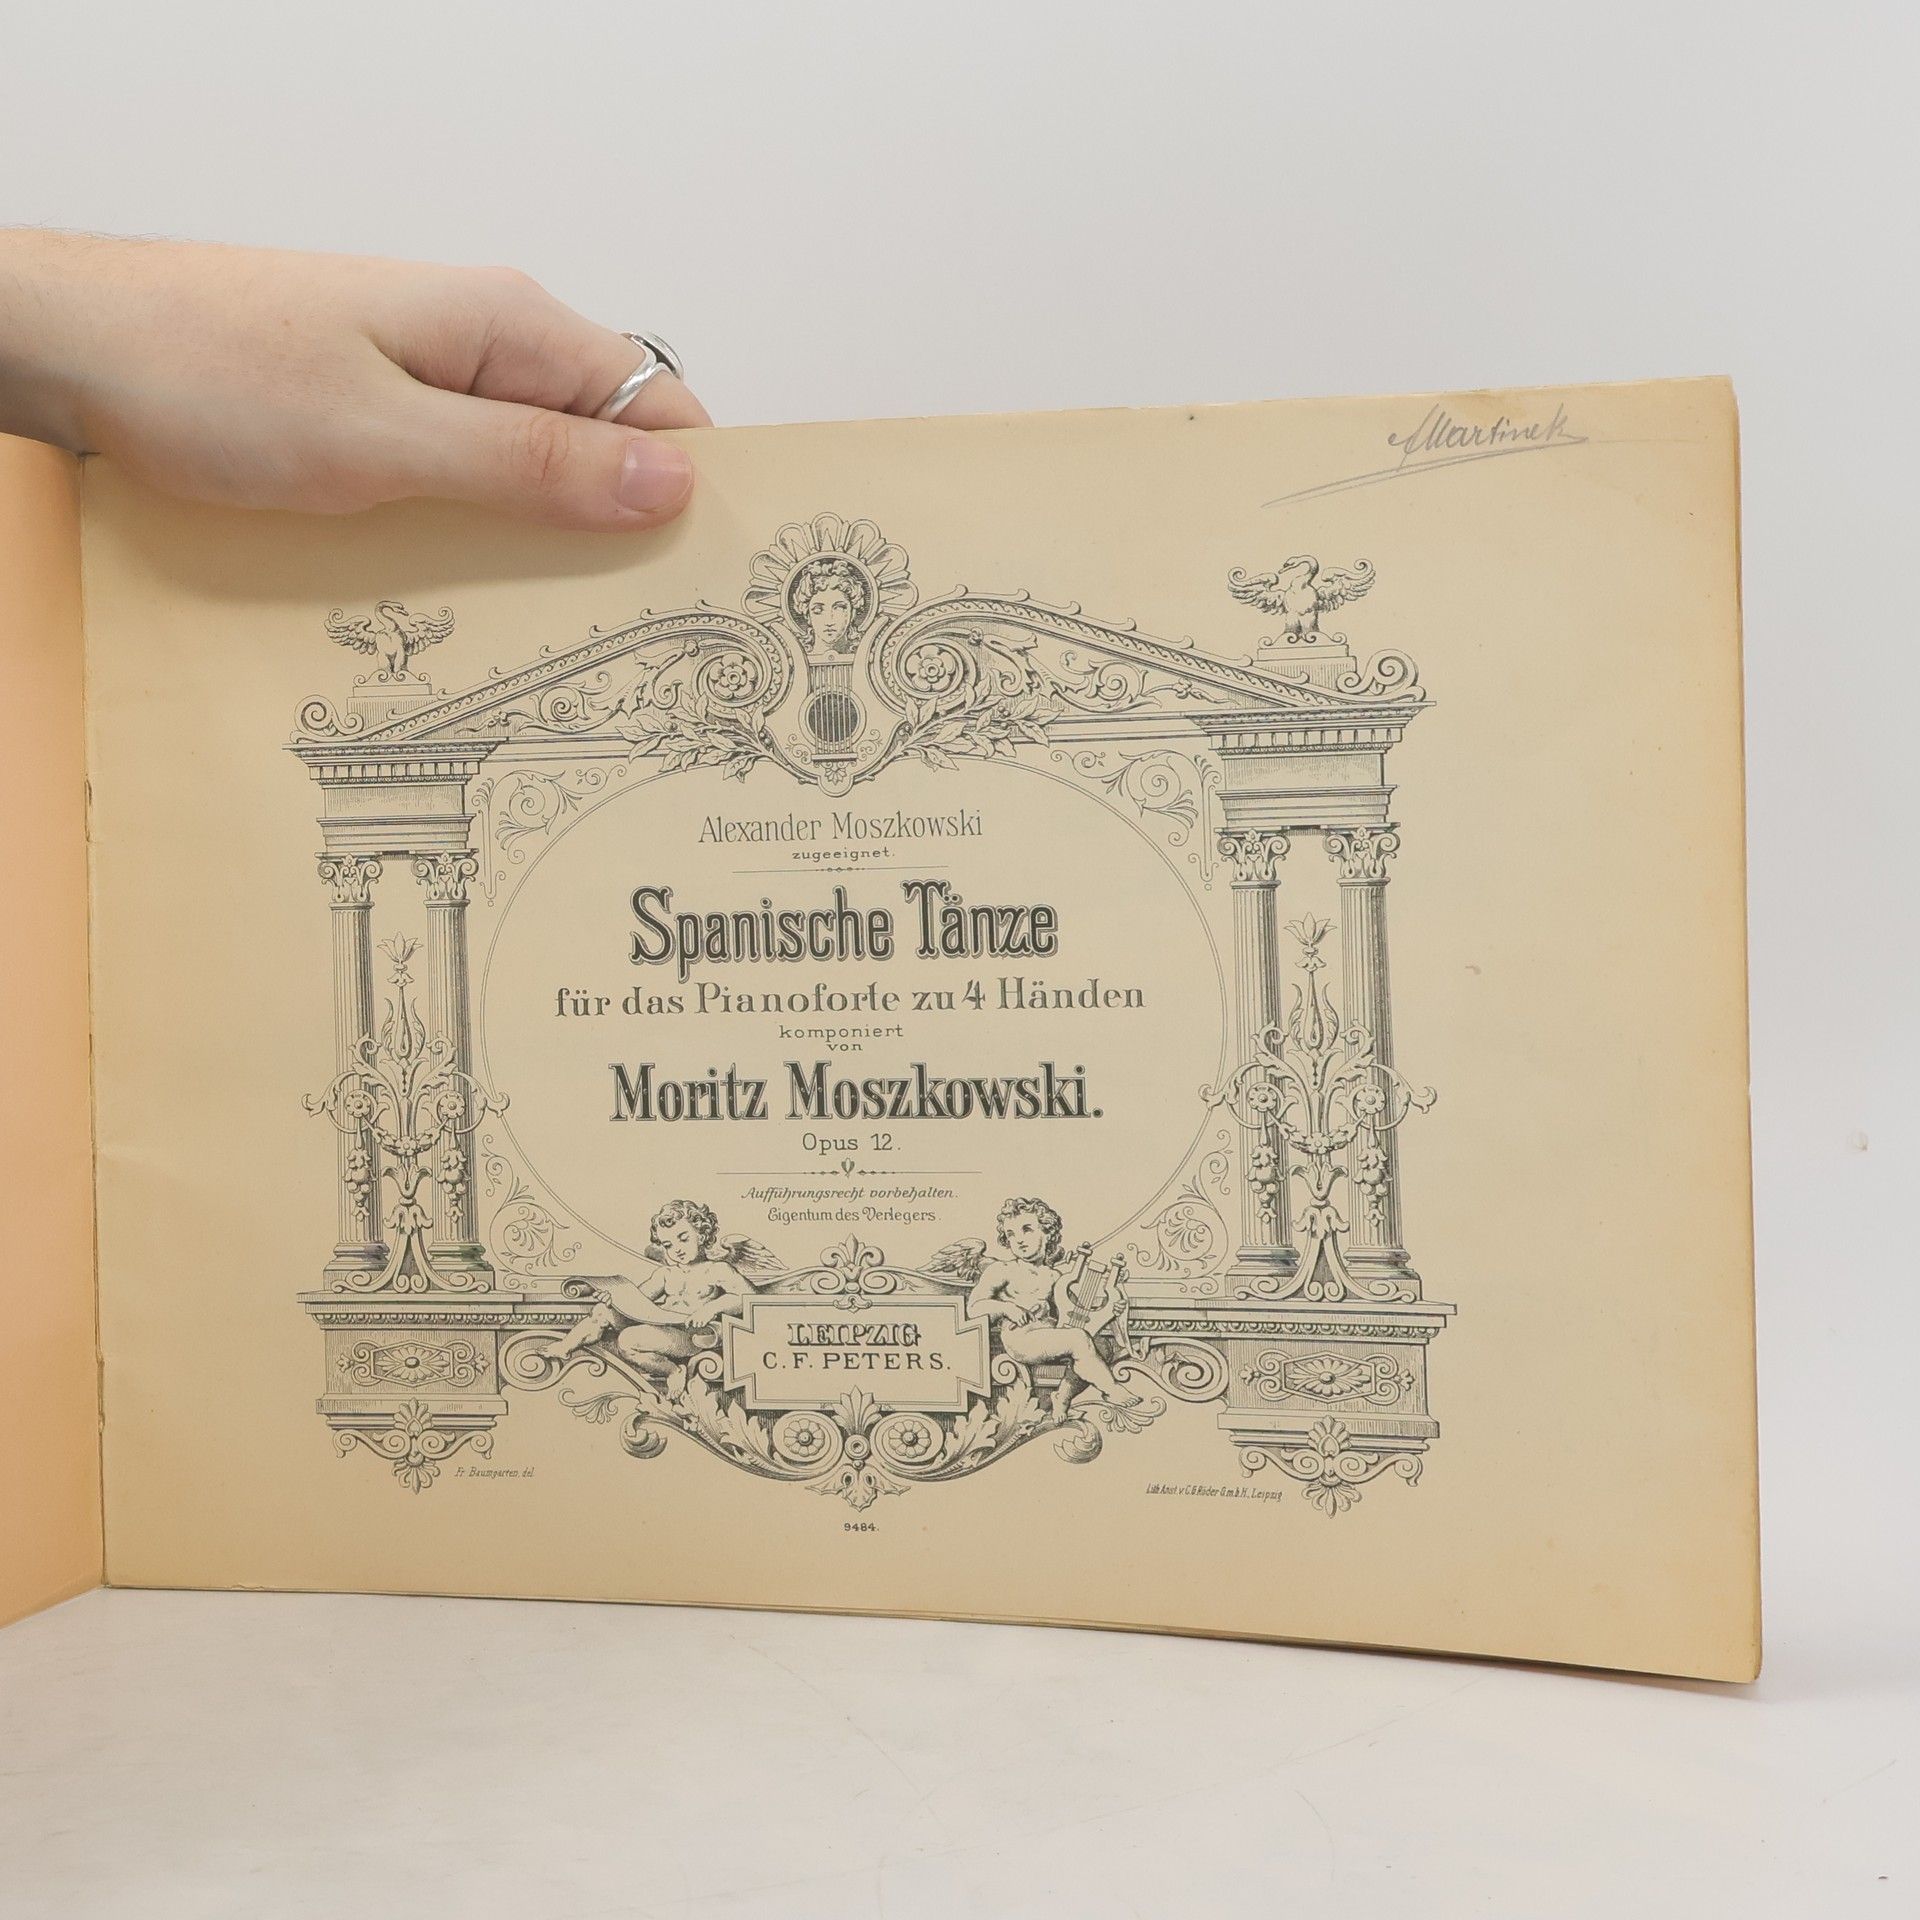 Martinek
Alexander Moszkowski
zugeeignet.
Spanische Tänze
für das Pianoforte zu 4 Händen
komponiert
von
Moritz Moszkowski.
Opus 12.
Aufführungsrecht vorbehalten.
Eigentum des Verlegers.
LEIPZIG
C. F. PETERS.
Fr. Baumgarten, del.
Lith. Anst. v. C. G. Röder G.m.b.H., Leipzig
9484.